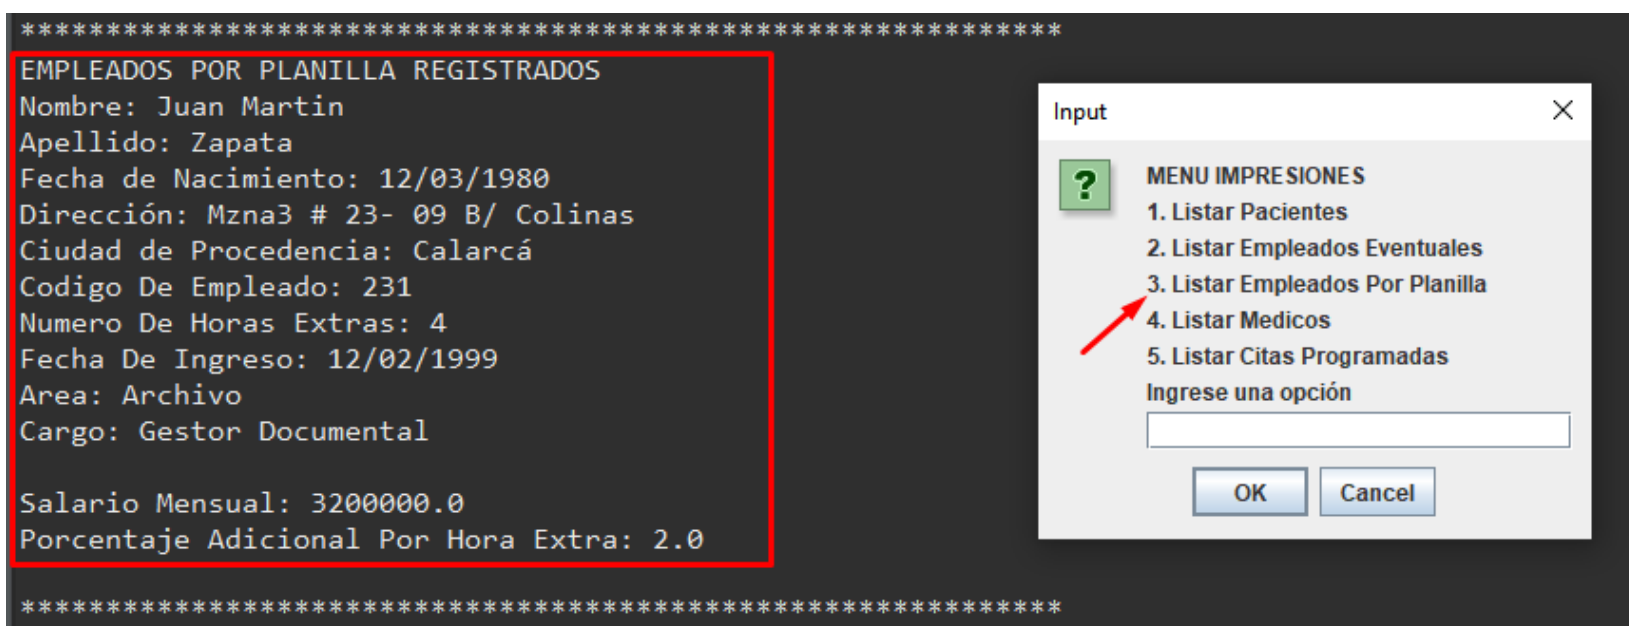 *************************************************************
EMPLEADOS POR PLANILLA REGISTRADOS
Nombre: Juan Martin
Apellido: Zapata
Fecha de Nacimiento: 12/03/1980
Dirección: Mzna3 # 23- 09 B/ Colinas
Ciudad de Procedencia: Calarcá
Codigo De Empleado: 231
Numero De Horas Extras: 4
Fecha De Ingreso: 12/02/1999
Area: Archivo
Cargo: Gestor Documental
Salario Mensual: 3200000.0
Porcentaje Adicional Por Hora Extra: 2.0
*************************************************************
Input
?
MENU IMPRESIONES
1. Listar Pacientes
2. Listar Empleados Eventuales
3. Listar Empleados Por Planilla
4. Listar Medicos
5. Listar Citas Programadas
Ingrese una opción
OK Cancel